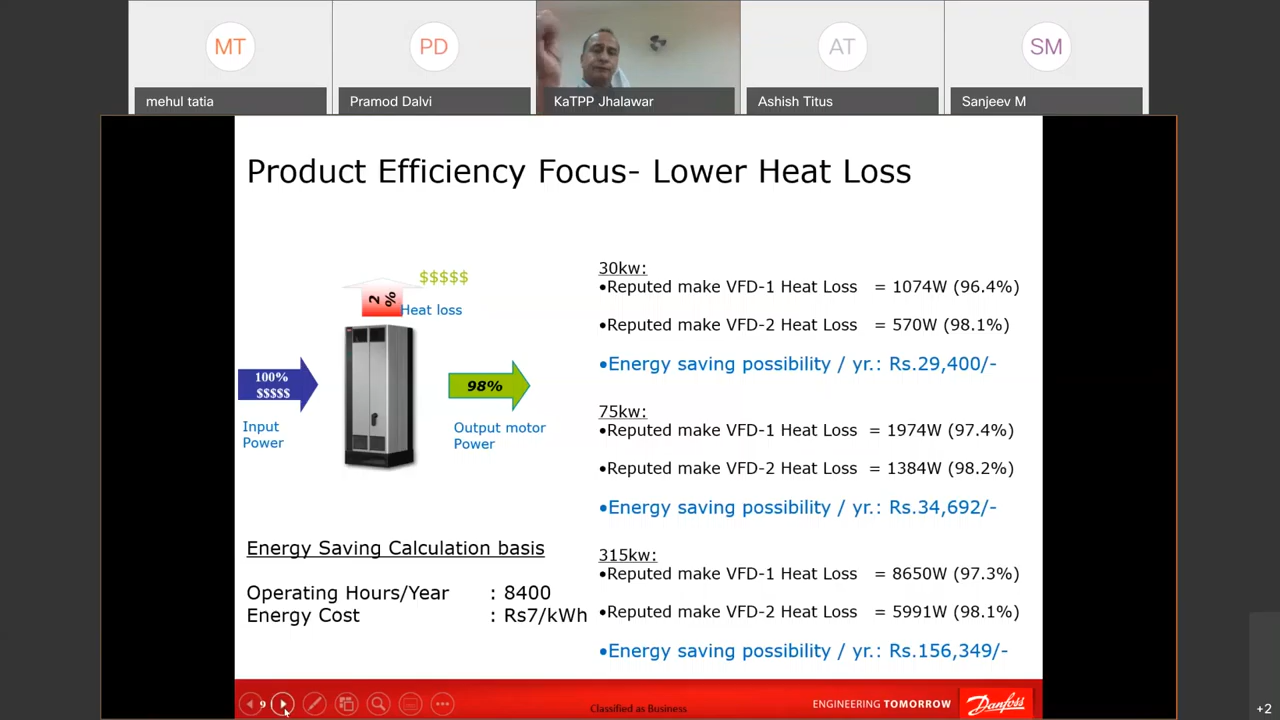 MT
PD
AT
SM
mehul tatia
Pramod Dalvi
KaTPP Jhalawar
Ashish Titus
Sanjeev M
Product Efficiency Focus- Lower Heat Loss
$$$$$
2 %
Heat loss
100%
$$$$$
98%
Input
Power
Output motor
Power
Energy Saving Calculation basis
Operating Hours/Year : 8400
Energy Cost : Rs7/kWh
30kw:
•Reputed make VFD-1 Heat Loss = 1074W (96.4%)
•Reputed make VFD-2 Heat Loss = 570W (98.1%)
•Energy saving possibility / yr.: Rs.29,400/-
75kw:
•Reputed make VFD-1 Heat Loss = 1974W (97.4%)
•Reputed make VFD-2 Heat Loss = 1384W (98.2%)
•Energy saving possibility / yr.: Rs.34,692/-
315kw:
•Reputed make VFD-1 Heat Loss = 8650W (97.3%)
•Reputed make VFD-2 Heat Loss = 5991W (98.1%)
•Energy saving possibility / yr.: Rs.156,349/-
9
Classified as Business
ENGINEERING TOMORROW
Danfoss
+2